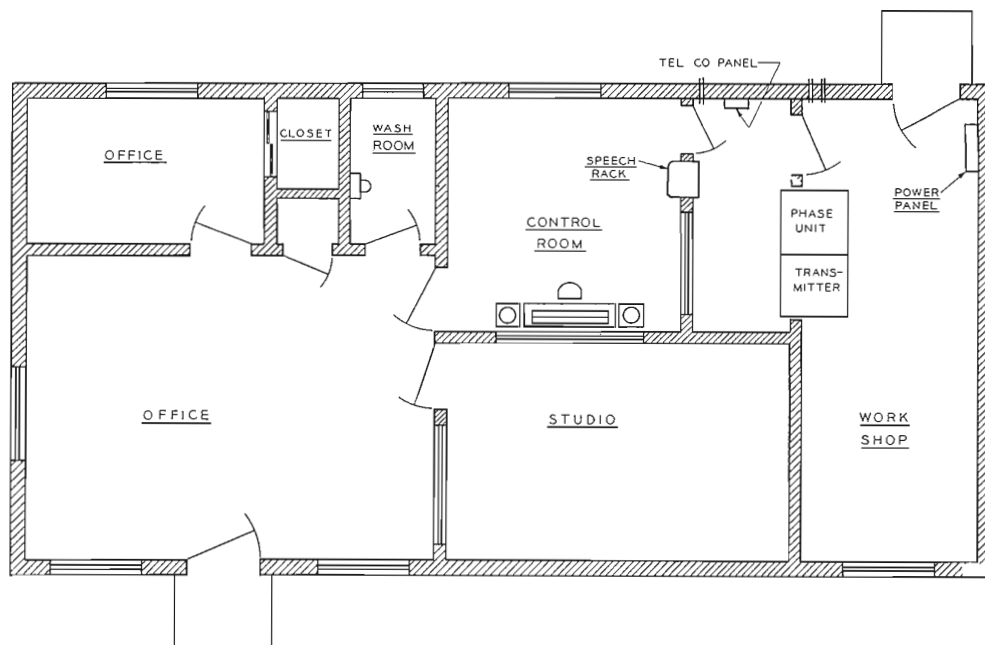 TEL CO PANEL
OFFICE
CLOSET
WASH
ROOM
SPEECH
RACK
CONTROL
ROOM
POWER
PANEL
PHASE
UNIT
TRANS-
MITTER
OFFICE
STUDIO
WORK
SHOP